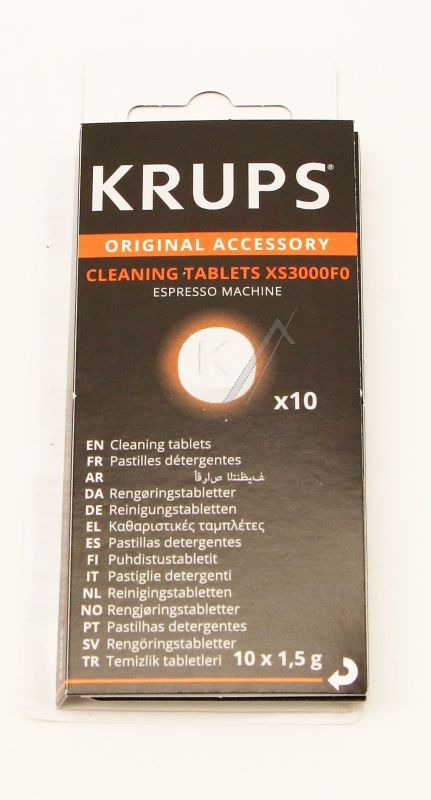 KRUPS®
ORIGINAL ACCESSORY
CLEANING TABLETS XS3000F0
ESPRESSO MACHINE
K
x10
EN Cleaning tablets
FR Pastilles détergentes
AR أقراص التنظيف
DA Rengøringstabletter
DE Reinigungstabletten
EL Καθαριστικές ταμπλέτες
ES Pastillas detergentes
FI Puhdistustabletit
IT Pastiglie detergenti
NL Reinigingstabletten
NO Rengjøringstabletter
PT Pastilhas detergentes
SV Rengöringstabletter
TR Temizlik tabletleri 10 x 1,5 g